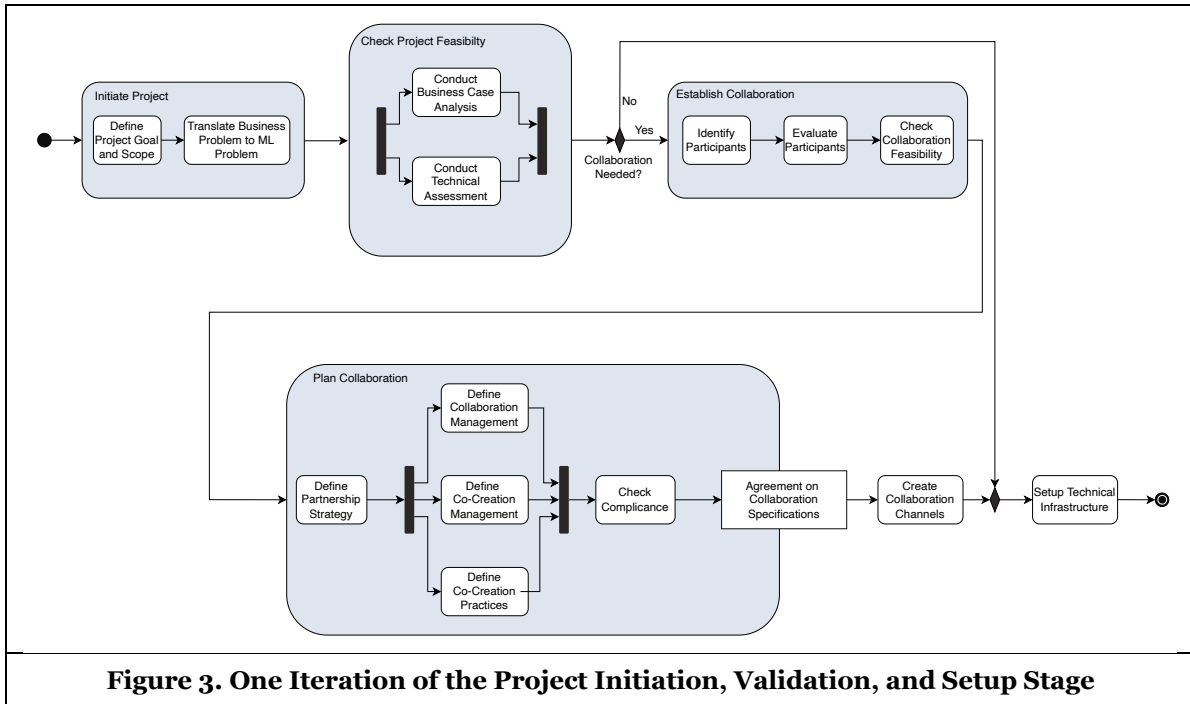 Check Project Feasibilty
Initiate Project
Define
Project Goal
and Scope
Translate Business
Problem to ML
Problem
Conduct
Business Case
Analysis
Conduct
Technical
Assessment
No
Yes
Collaboration
Needed?
Establish Collaboration
Identify
Participants
Evaluate
Participants
Check
Collaboration
Feasibility
Plan Collaboration
Define
Partnership
Strategy
Define
Collaboration
Management
Define
Co-Creation
Management
Define
Co-Creation
Practices
Check
Complicance
Agreement on
Collaboration
Specifications
Create
Collaboration
Channels
Setup Technical
Infrastructure
Figure 3. One Iteration of the Project Initiation, Validation, and Setup Stage